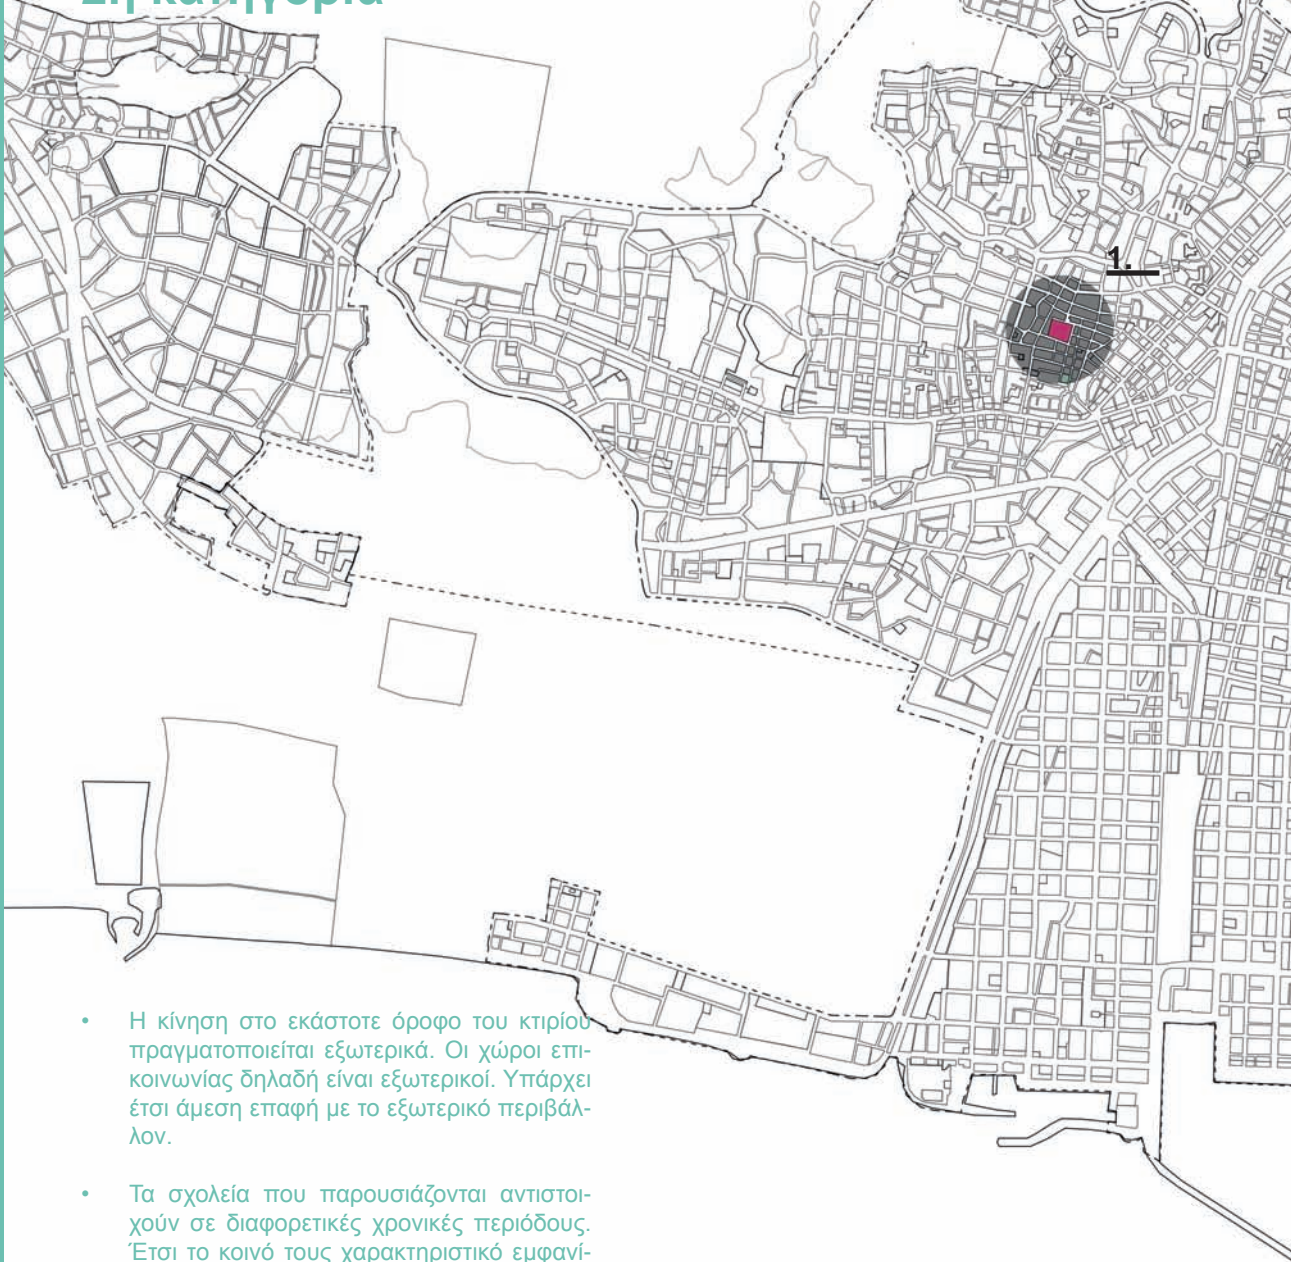 2η κατηγορία
1.
• Η κίνηση στο εκάστοτε όροφο του κτιρίου
πραγματοποιείται εξωτερικά. Οι χώροι επι-
κοινωνίας δηλαδή είναι εξωτερικοί. Υπάρχει
έτσι άμεση επαφή με το εξωτερικό περιβάλ-
λον.
• Τα σχολεία που παρουσιάζονται αντιστοι-
χούν σε διαφορετικές χρονικές περιόδους.
Έτσι το κοινό τους χαρακτηριστικό εμφανί-